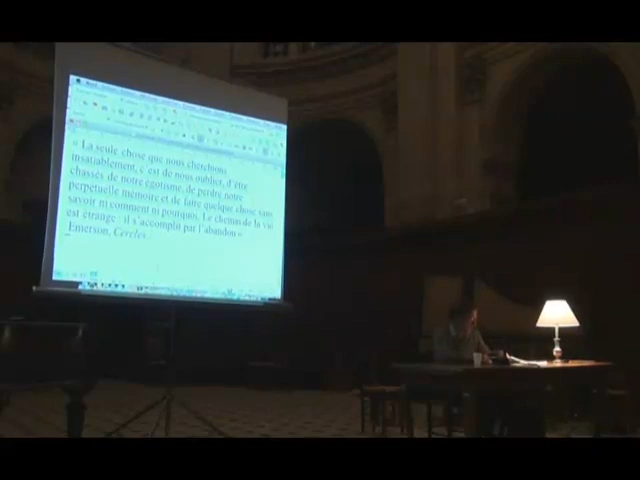 « La seule chose que nous cherchions
insatiablement, c'est de nous oublier, d'être
chassés de notre égotisme, de perdre notre
perpétuelle mémoire et de faire quelque chose sans
savoir ni comment ni pourquoi. Le chemin de la vie
est étrange : il s'accomplit par l'abandon »
Emerson, Cercles